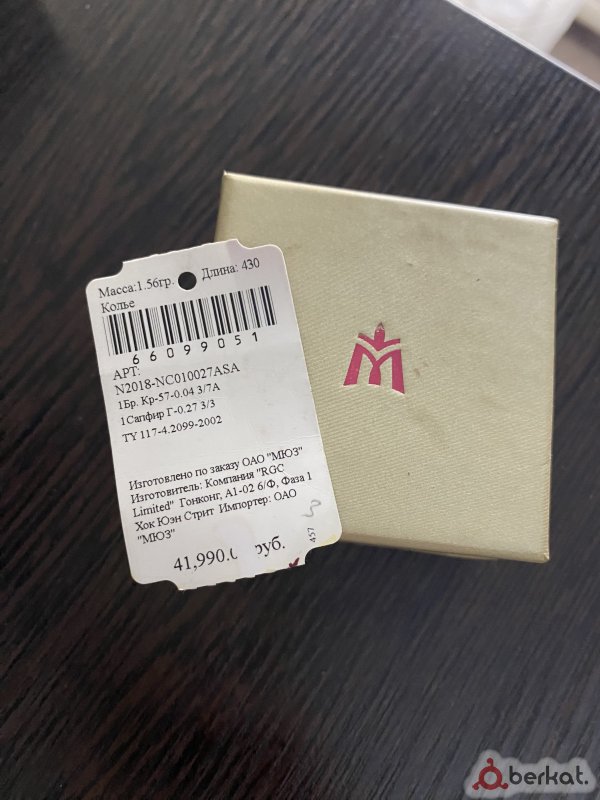 Масса:1.56гр. Длина: 430
Колье
66099051
АРТ:
N2018-NC010027ASA
1Бр. Кр-57-0.04 3/7А
1Сапфир Г-0.27 3/3
ТУ 117-4.2099-2002
Изготовлено по заказу ОАО "МЮЗ"
Изготовитель: Компания "RGC
Limited" Гонконг, А1-02 6/Ф, Фаза 1
Хок Юэн Стрит Импортер: ОАО
"МЮЗ"
457
berkat.